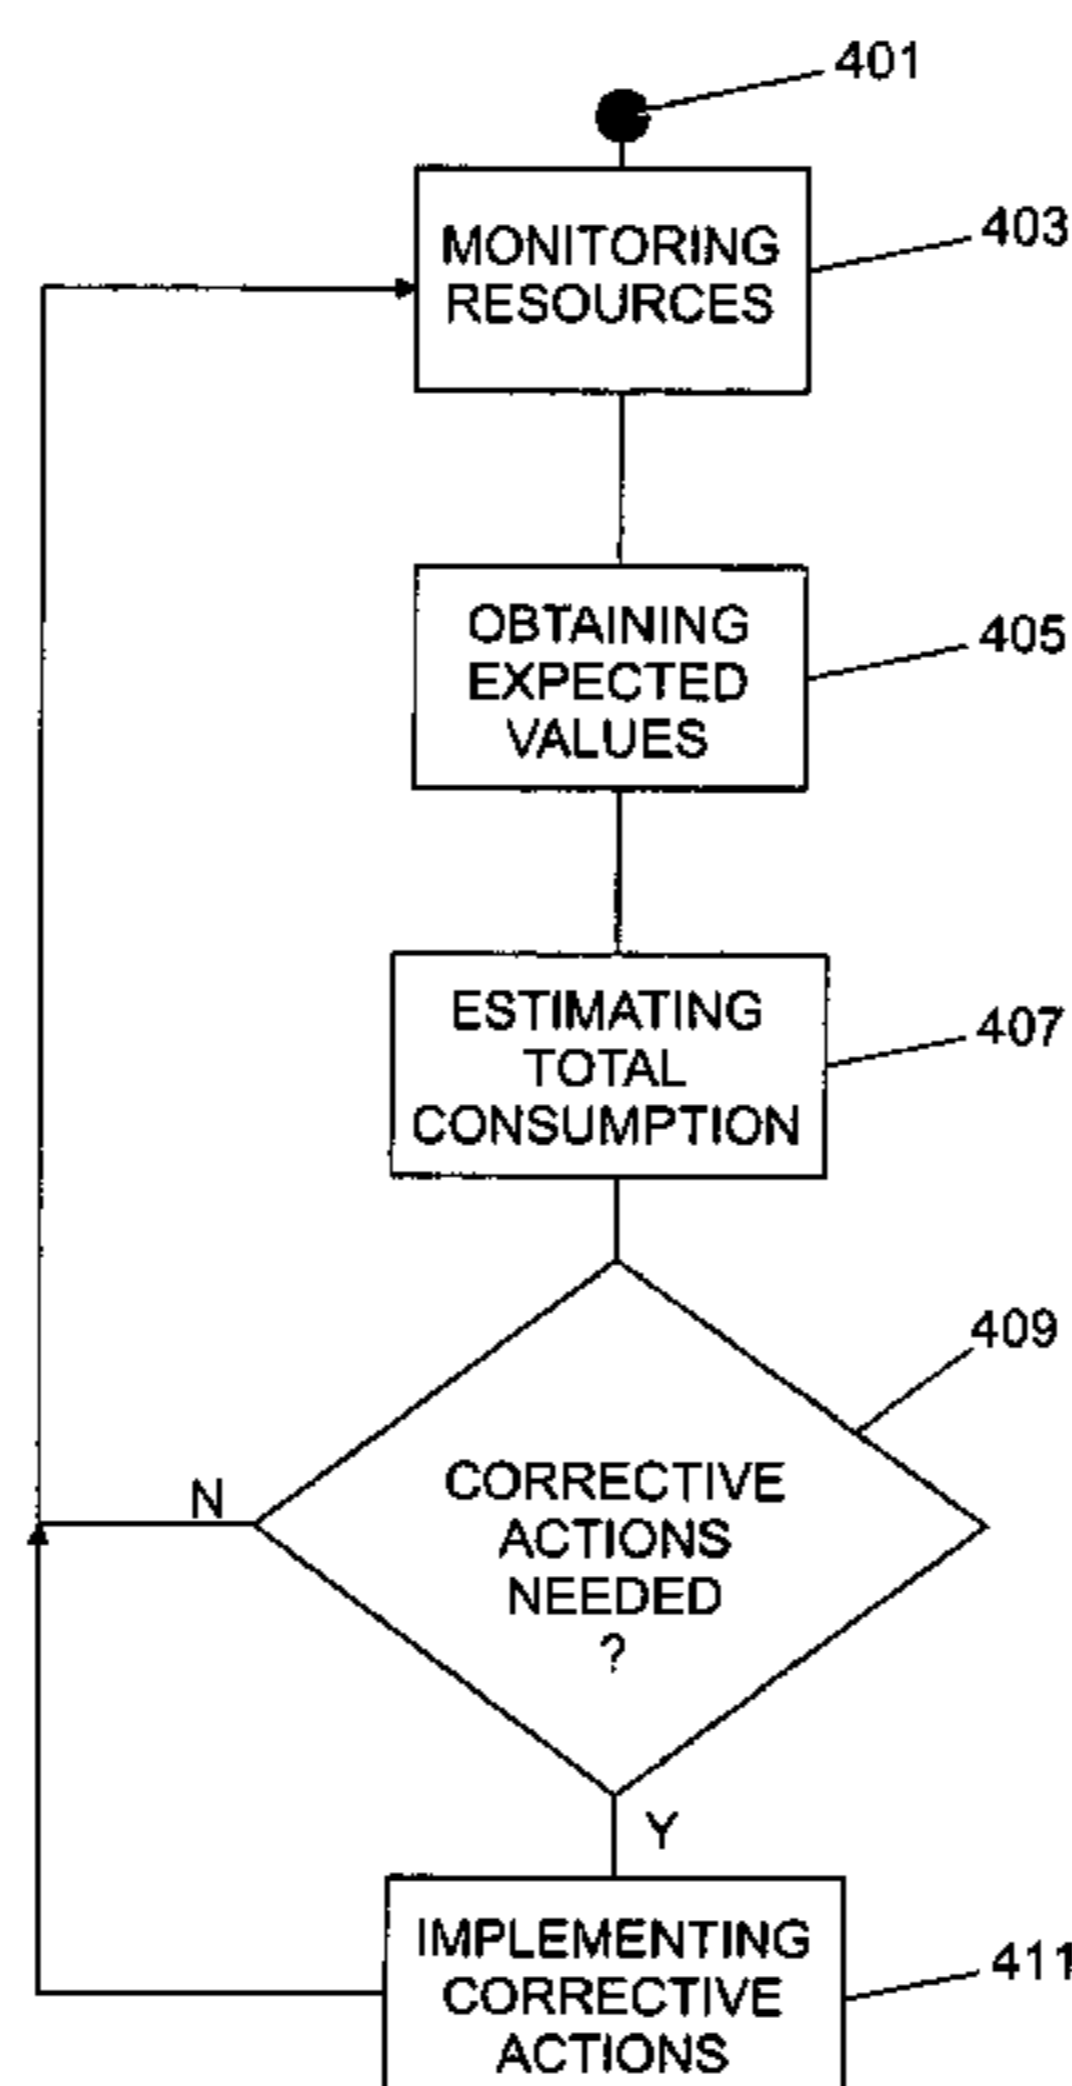 401
MONITORING
RESOURCES
403
OBTAINING
EXPECTED
VALUES
405
ESTIMATING
TOTAL
CONSUMPTION
407
409
CORRECTIVE
ACTIONS
NEEDED
?
N
Y
IMPLEMENTING
CORRECTIVE
ACTIONS
411